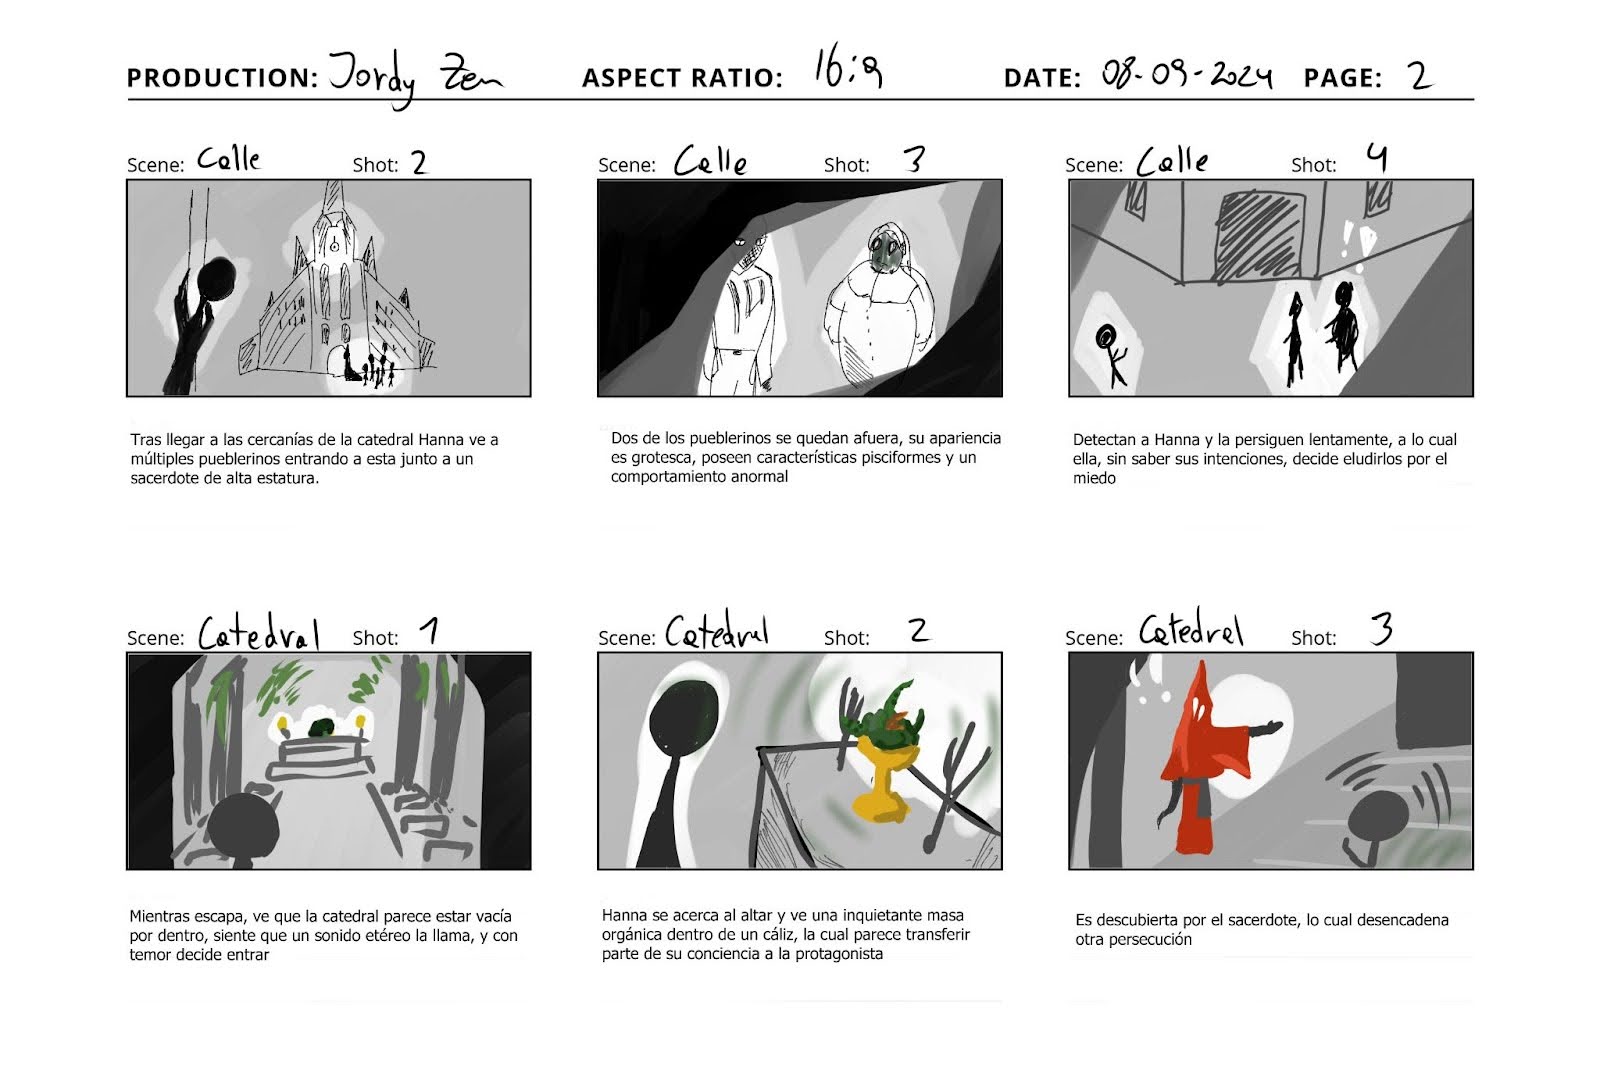 PRODUCTION: Jordy Zen ASPECT RATIO: 16:9 DATE: 08-09-2024 PAGE: 2
Scene: Calle Shot: 2
Scene: Calle Shot: 3
Scene: Calle Shot: 4
!!
Tras llegar a las cercanías de la catedral Hanna ve a
múltiples pueblerinos entrando a esta junto a un
sacerdote de alta estatura.
Dos de los pueblerinos se quedan afuera, su apariencia
es grotesca, poseen características pisciformes y un
comportamiento anormal
Detectan a Hanna y la persiguen lentamente, a lo cual
ella, sin saber sus intenciones, decide eludirlos por el
miedo
Scene: Catedral Shot: 1
Scene: Catedral Shot: 2
Scene: Catedral Shot: 3
!!
Mientras escapa, ve que la catedral parece estar vacía
por dentro, siente que un sonido etéreo la llama, y con
temor decide entrar
Hanna se acerca al altar y ve una inquietante masa
orgánica dentro de un cáliz, la cual parece transferir
parte de su conciencia a la protagonista
Es descubierta por el sacerdote, lo cual desencadena
otra persecución